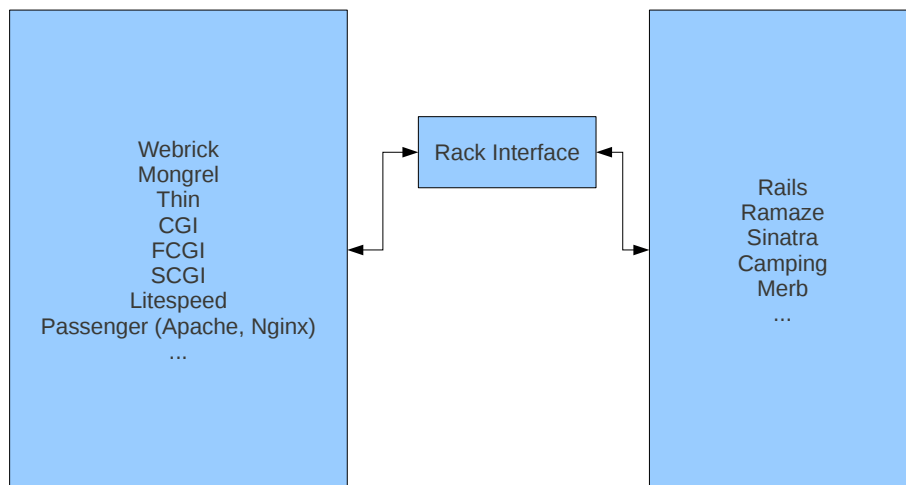 Webrick
Mongrel
Thin
CGI
FCGI
SCGI
Litespeed
Passenger (Apache, Nginx)
...
Rack Interface
Rails
Ramaze
Sinatra
Camping
Merb
...